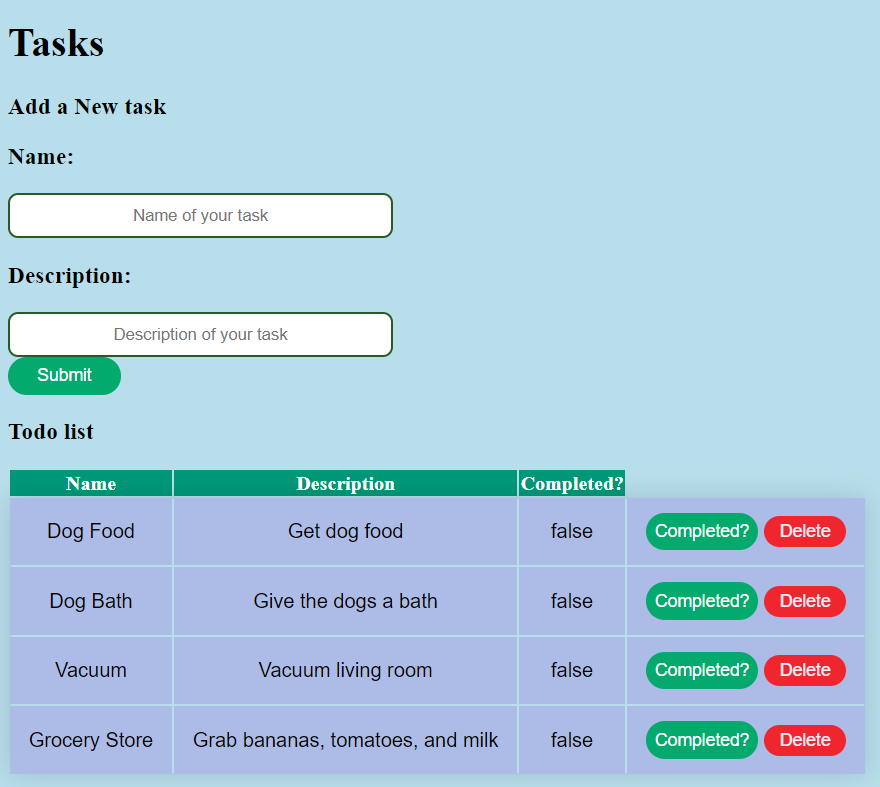 Tasks
Add a New task
Name:
Name of your task
Description:
Description of your task
Submit
Todo list
Name Description Completed?
Dog Food Get dog food false Completed? Delete
Dog Bath Give the dogs a bath false Completed? Delete
Vacuum Vacuum living room false Completed? Delete
Grocery Store Grab bananas, tomatoes, and milk false Completed? Delete